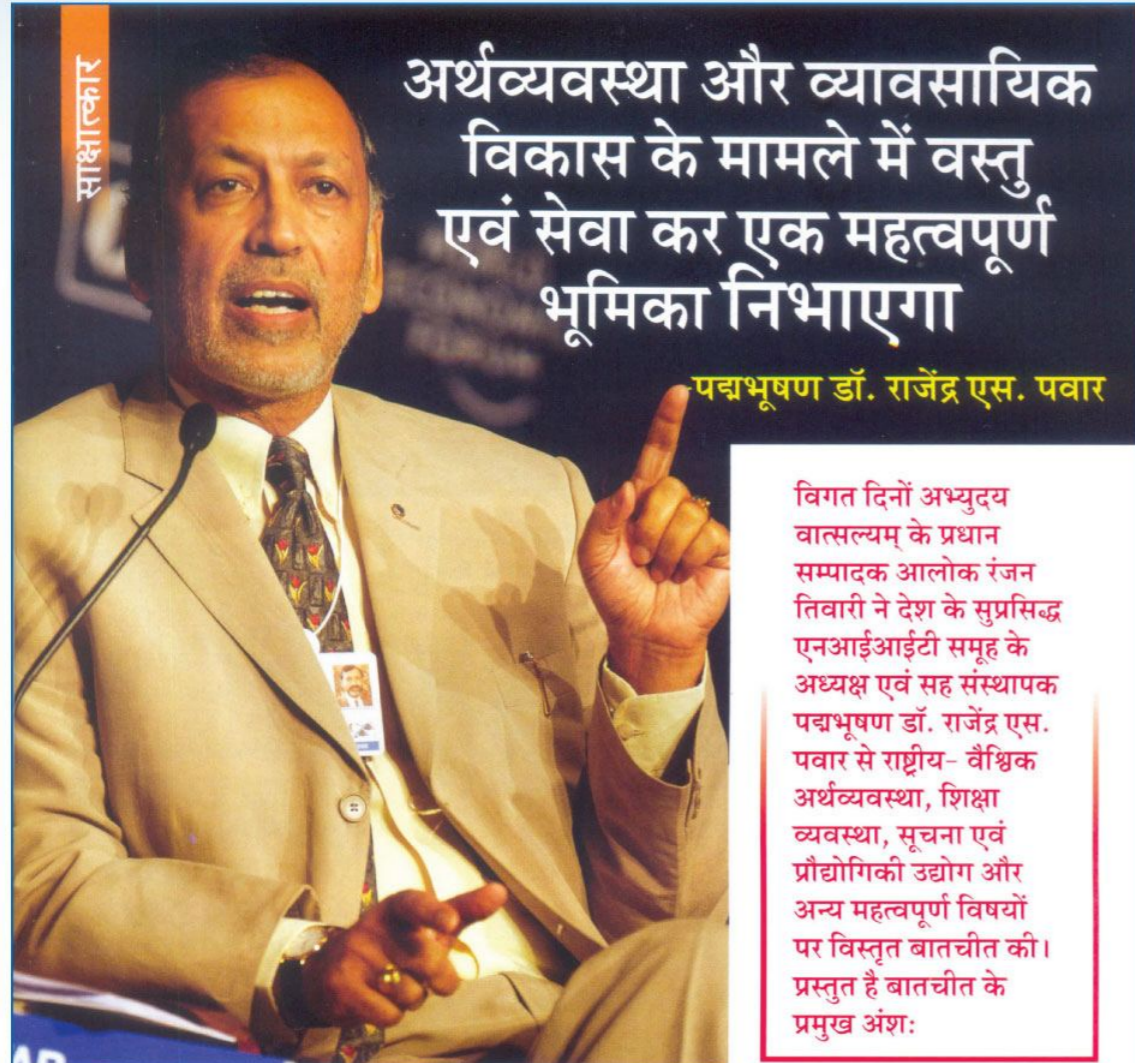 साक्षात्कार
अर्थव्यवस्था और व्यावसायिक
विकास के मामले में वस्तु
एवं सेवा कर एक महत्वपूर्ण
भूमिका निभाएगा
-पद्मभूषण डॉ. राजेंद्र एस. पवार
विगत दिनों अभ्युदय
वात्सल्यम् के प्रधान
सम्पादक आलोक रंजन
तिवारी ने देश के सुप्रसिद्ध
एनआईआईटी समूह के
अध्यक्ष एवं सह संस्थापक
पद्मभूषण डॉ. राजेंद्र एस.
पवार से राष्ट्रीय- वैश्विक
अर्थव्यवस्था, शिक्षा
व्यवस्था, सूचना एवं
प्रौद्योगिकी उद्योग और
अन्य महत्वपूर्ण विषयों
पर विस्तृत बातचीत की।
प्रस्तुत है बातचीत के
प्रमुख अंश: